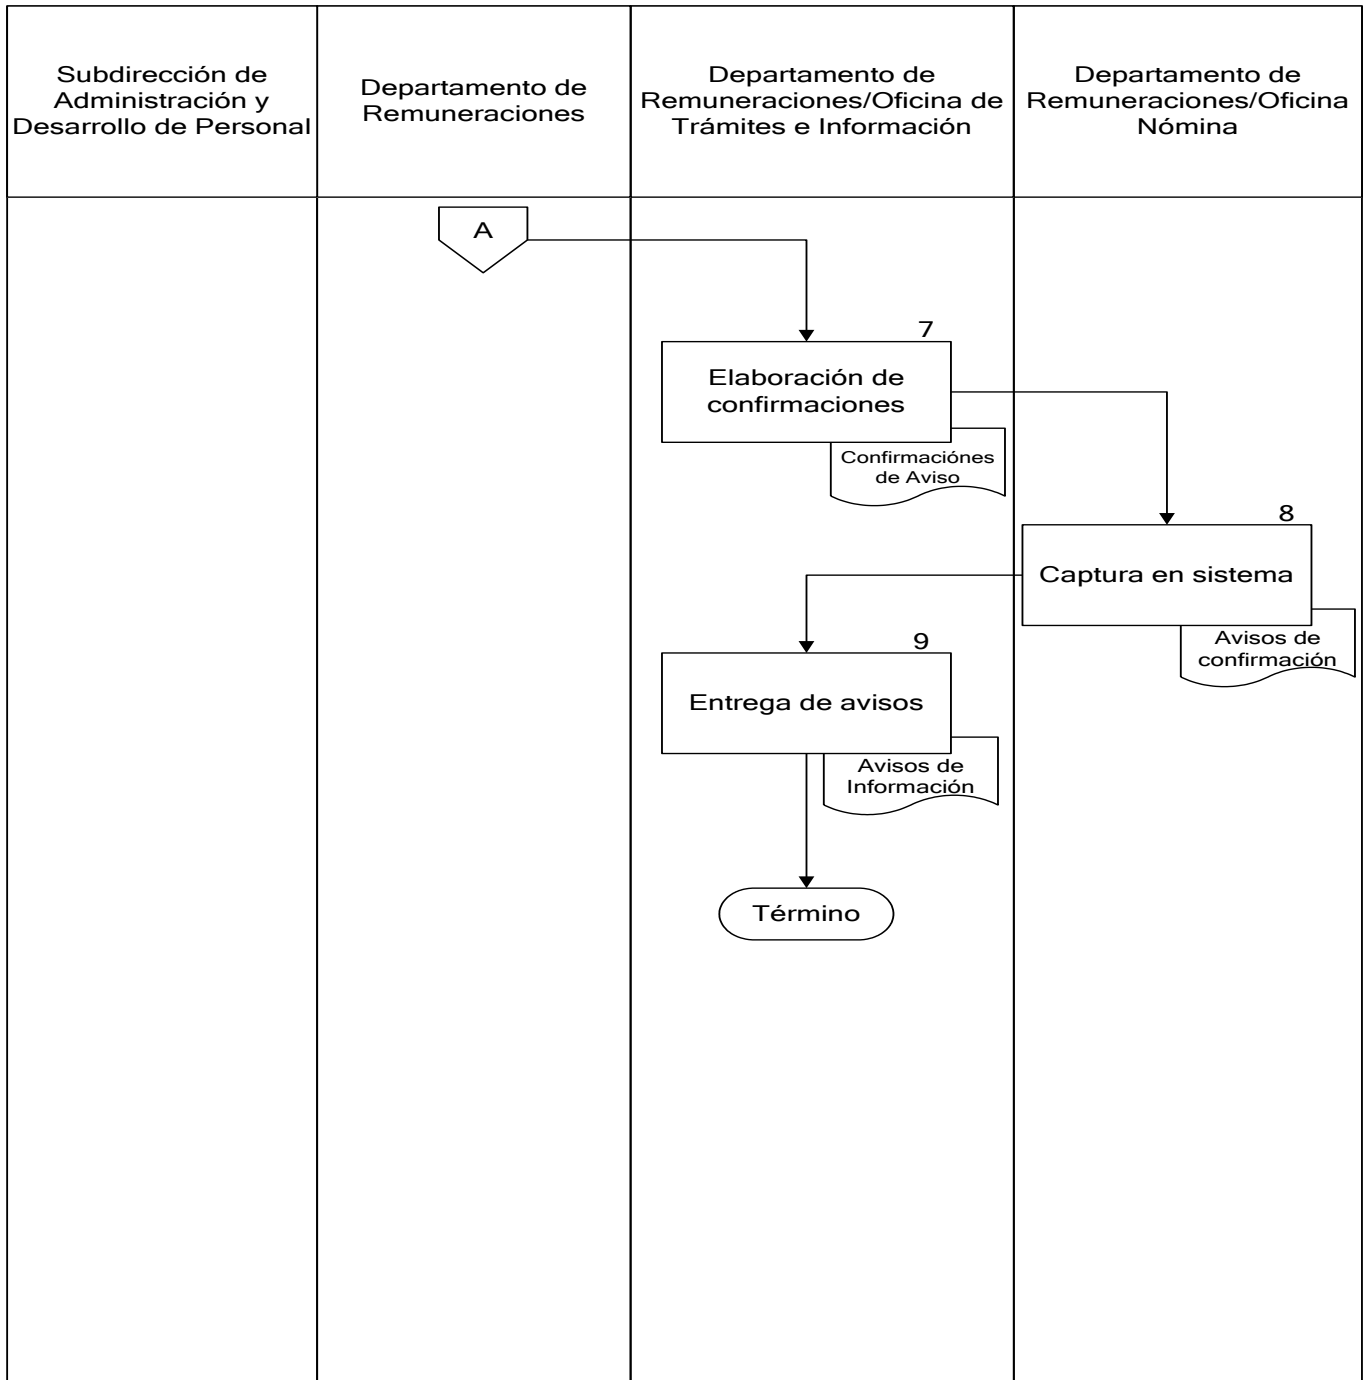 Subdirección de
Administración y
Desarrollo de Personal
Departamento de
Remuneraciones
Departamento de
Remuneraciones/Oficina de
Trámites e Información
Departamento de
Remuneraciones/Oficina
Nómina
A
7
Elaboración de
confirmaciones
Confirmaciónes
de Aviso
8
Captura en sistema
Avisos de
confirmación
9
Entrega de avisos
Avisos de
Información
Término